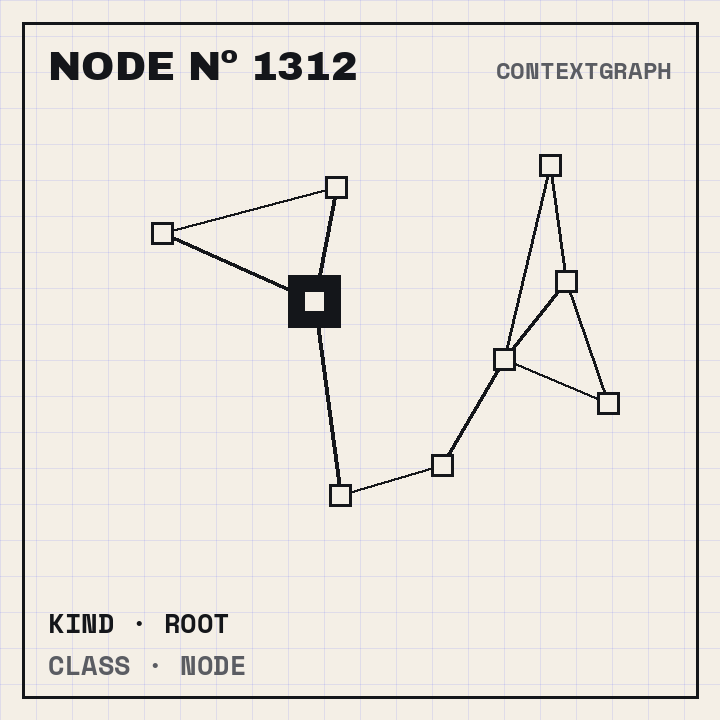 NODE Nº 1312
CONTEXTGRAPH
KIND · ROOT
CLASS · NODE